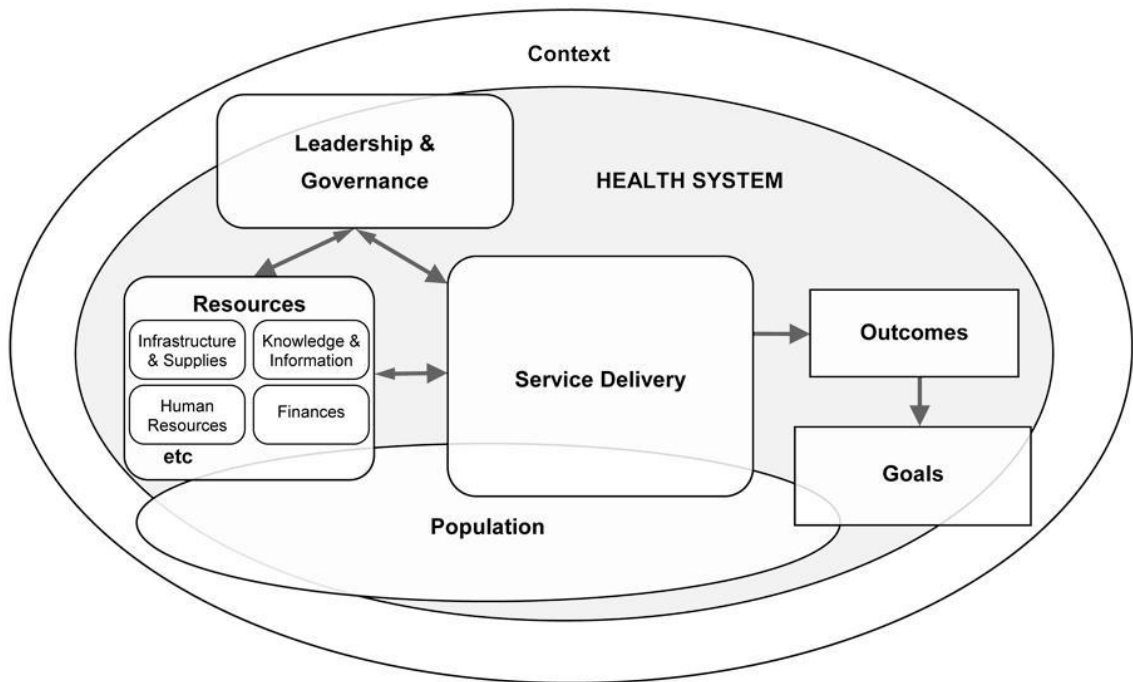 Context
Leadership &
Governance
HEALTH SYSTEM
Resources
Infrastructure
& Supplies
Knowledge &
Information
Human
Resources
Finances
etc
Service Delivery
Outcomes
Goals
Population